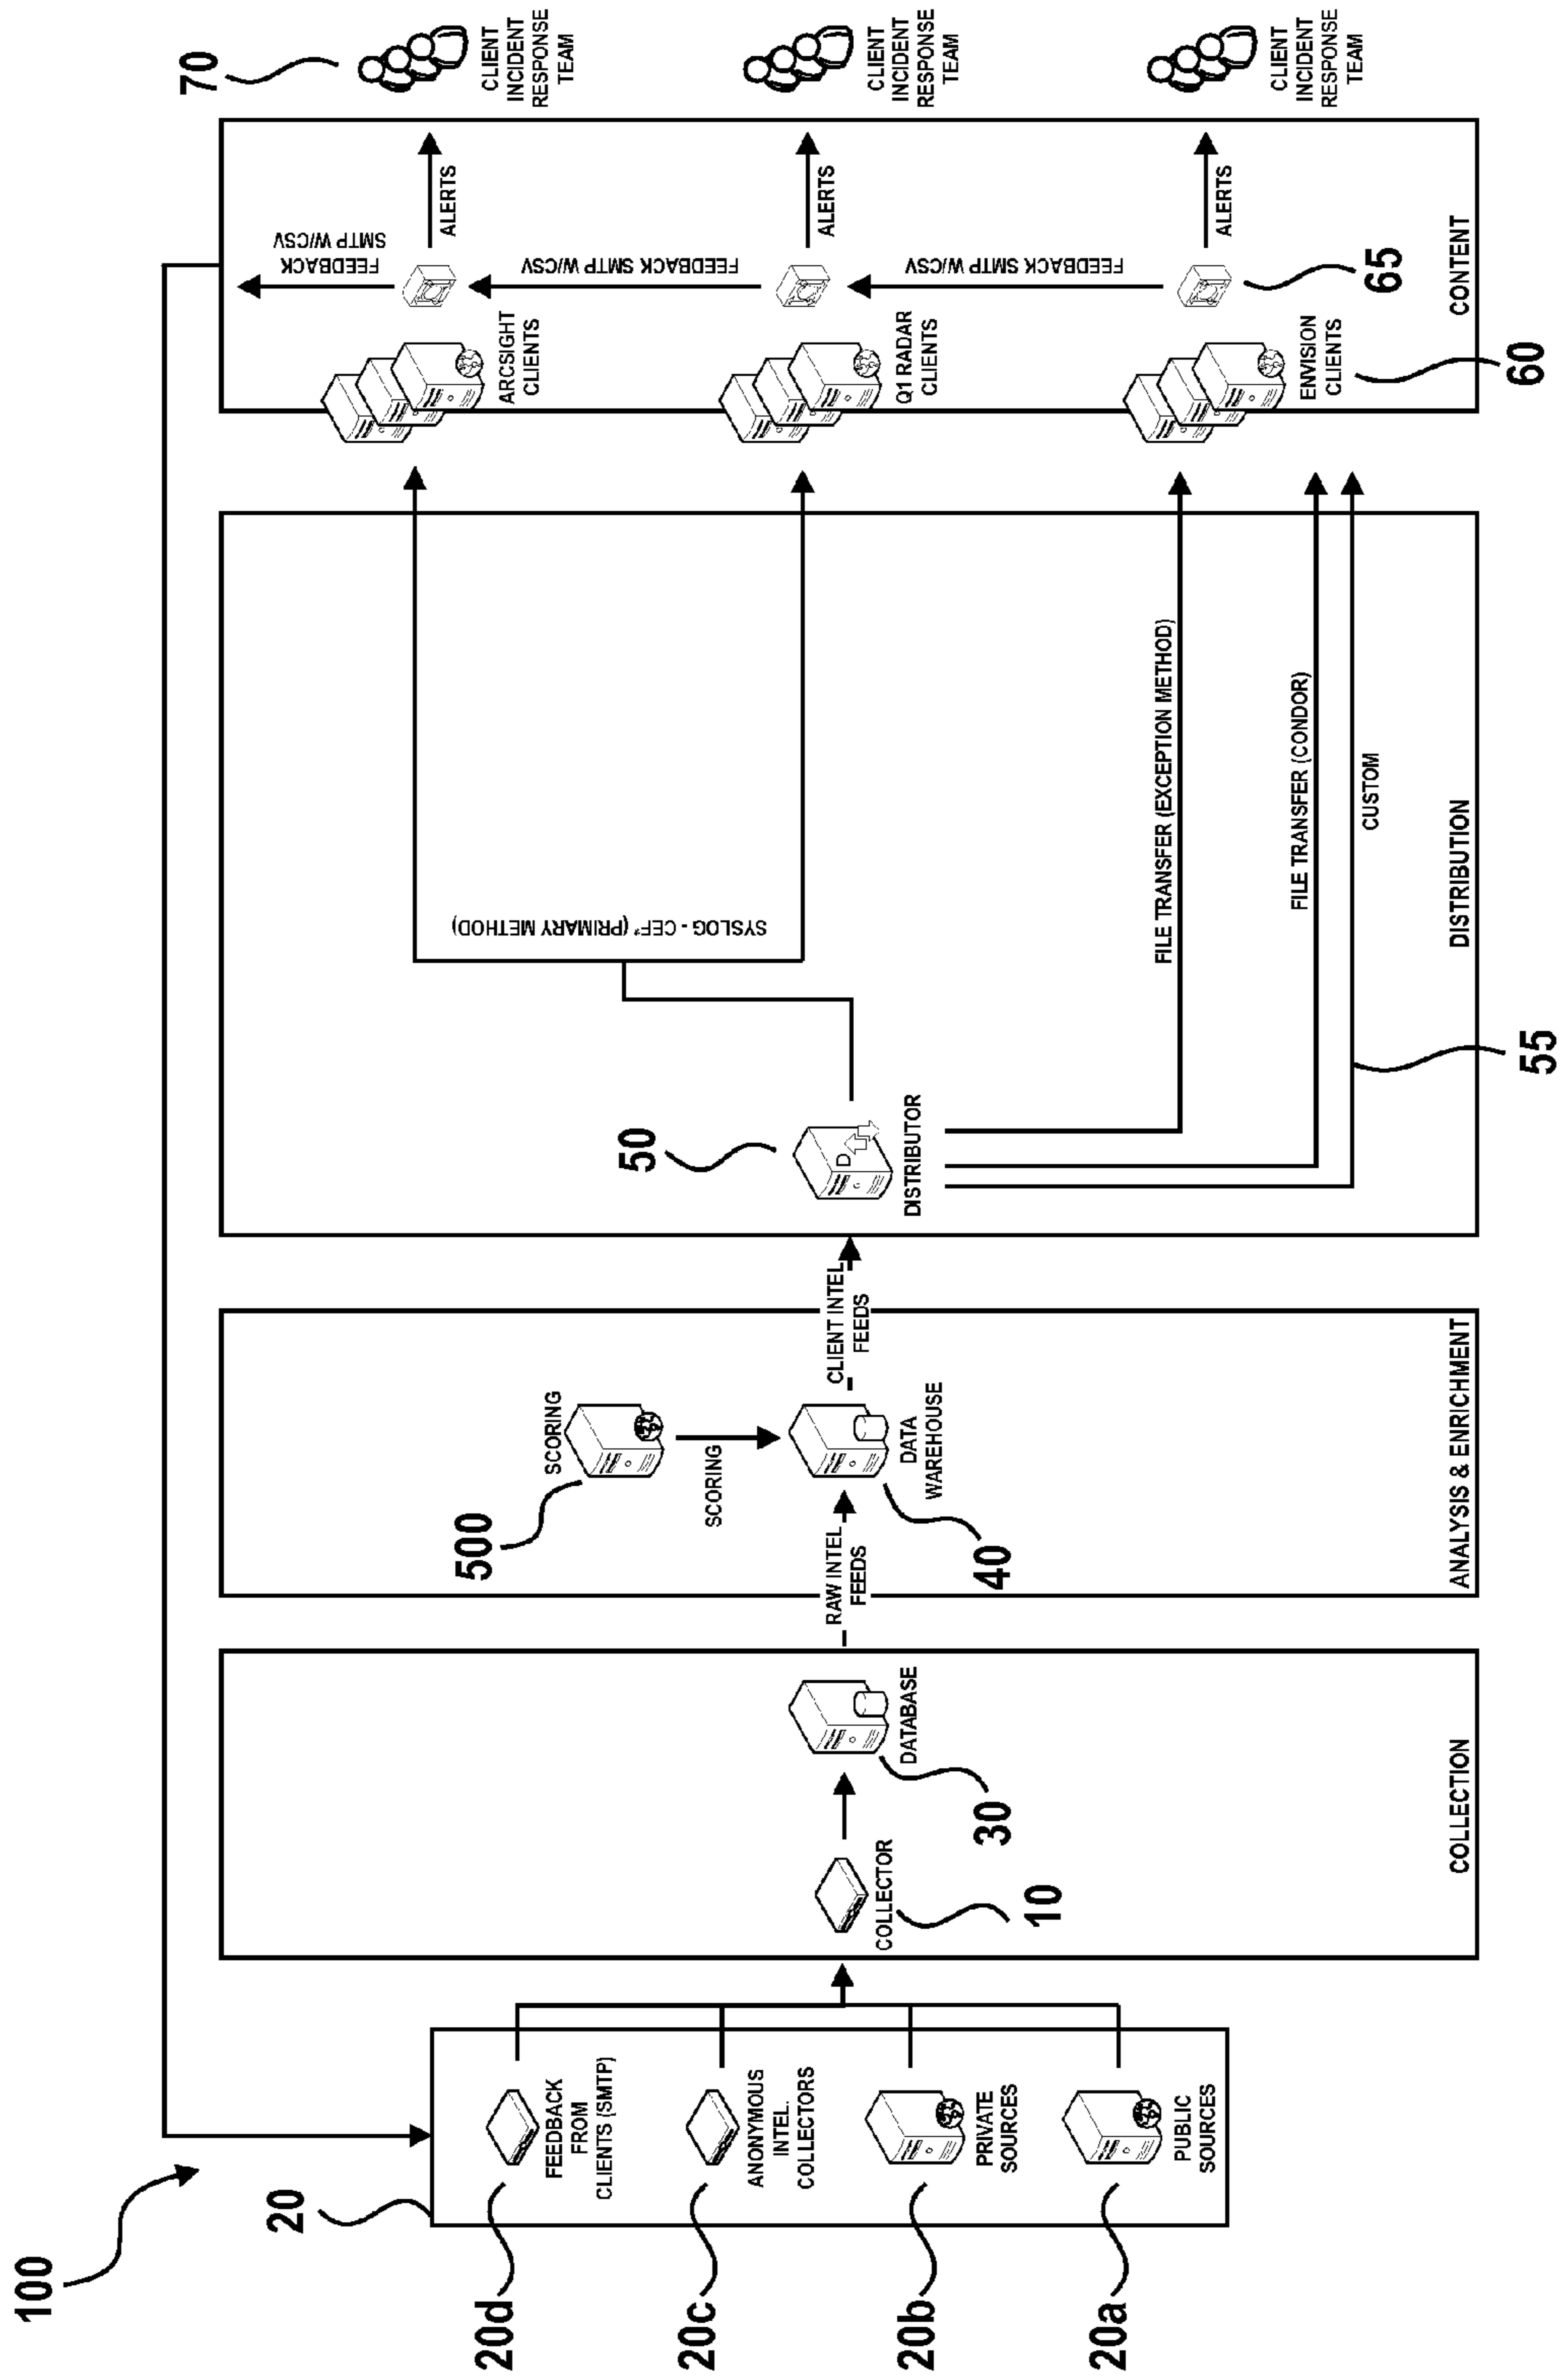 100
20
20d
FEEDBACK
FROM
CLIENTS (SMTP)
20c
ANONYMOUS
INTEL.
COLLECTORS
20b
PRIVATE
SOURCES
20a
PUBLIC
SOURCES
COLLECTOR
10
DATABASE
30
COLLECTION
RAW INTEL
FEEDS
500
SCORING
SCORING
DATA
WAREHOUSE
40
ANALYSIS & ENRICHMENT
CLIENT INTEL
FEEDS
50
D
DISTRIBUTOR
SYSLOG - CEF' (PRIMARY METHOD)
FILE TRANSFER (EXCEPTION METHOD)
FILE TRANSFER (CONDOR)
CUSTOM
55
DISTRIBUTION
ARCSIGHT
CLIENTS
FEEDBACK
SMTP W/CSV
ALERTS
Q1 RADAR
CLIENTS
FEEDBACK SMTP W/CSV
ALERTS
ENVISION
CLIENTS
FEEDBACK SMTP W/CSV
ALERTS
60
65
CONTENT
70
CLIENT
INCIDENT
RESPONSE
TEAM
CLIENT
INCIDENT
RESPONSE
TEAM
CLIENT
INCIDENT
RESPONSE
TEAM